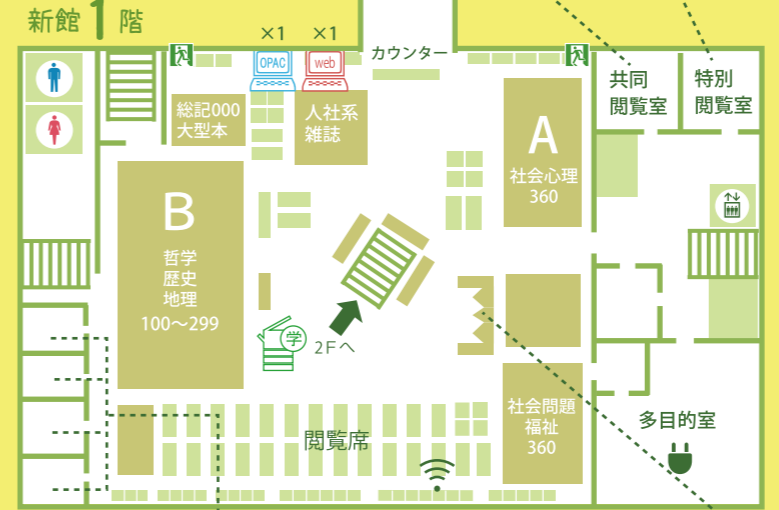 新館1階
×1
×1
OPAC
web
カウンター
共同
閲覧室
特別
閲覧室
総記000
大型本
人社系
雑誌
A
社会心理
360
B
哲学
歴史
地理
100～299
学
2Fへ
社会問題
福祉
360
多目的室
閲覧席